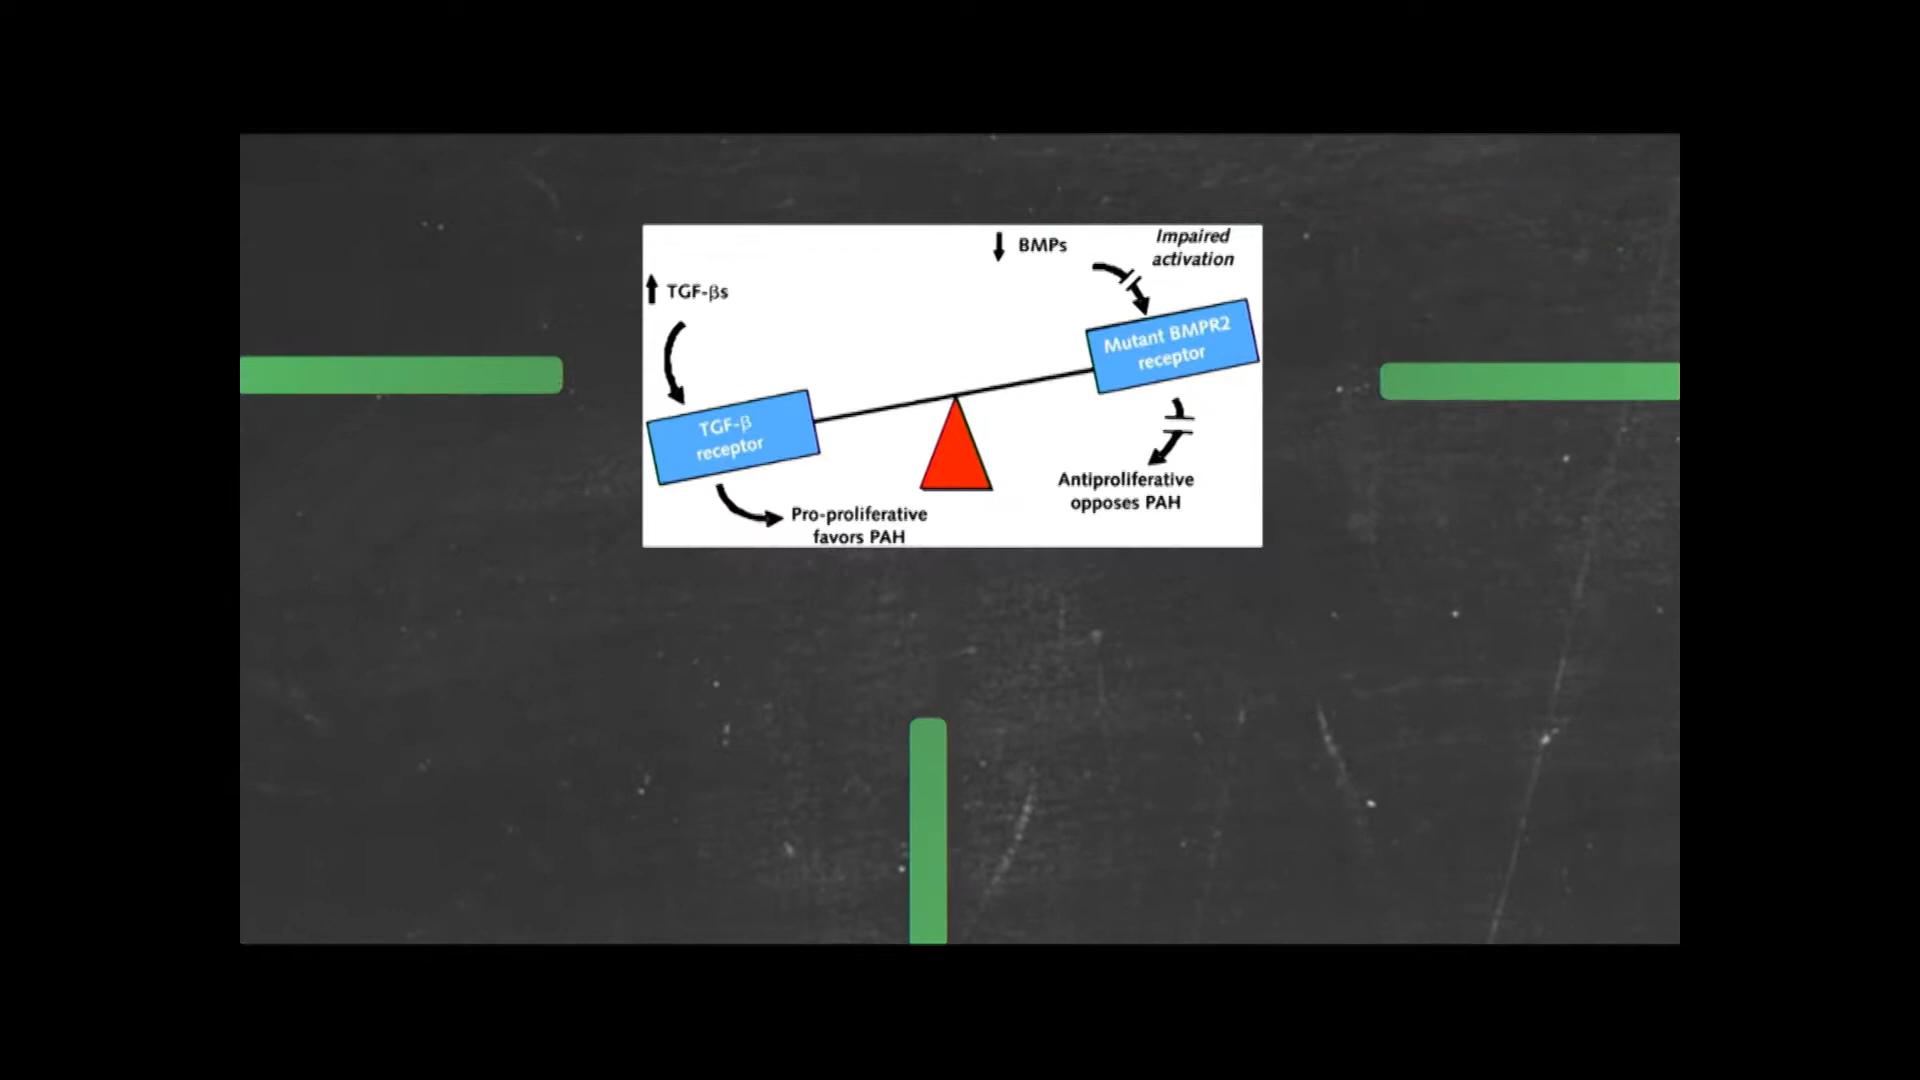 ↓ BMPs
Impaired
activation
↑ TGF-βs
Mutant BMPR2
receptor
TGF-β
receptor
Antiproliferative
opposes PAH
Pro-proliferative
favors PAH